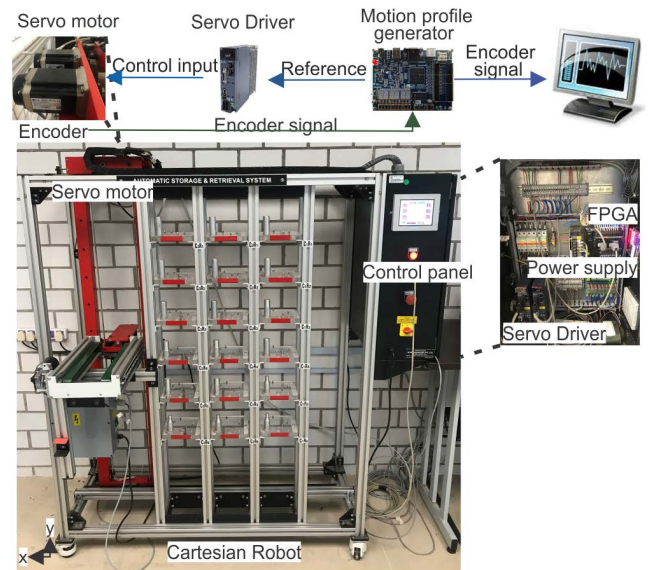 Servo motor
Servo Driver
Motion profile
generator
Control input
Reference
Encoder
signal
Encoder
Encoder signal
AUTOMATIC STORAGE & RETRIEVAL SYSTEM
Servo motor
Control panel
FPGA
Power supply
Servo Driver
y
x
Cartesian Robot